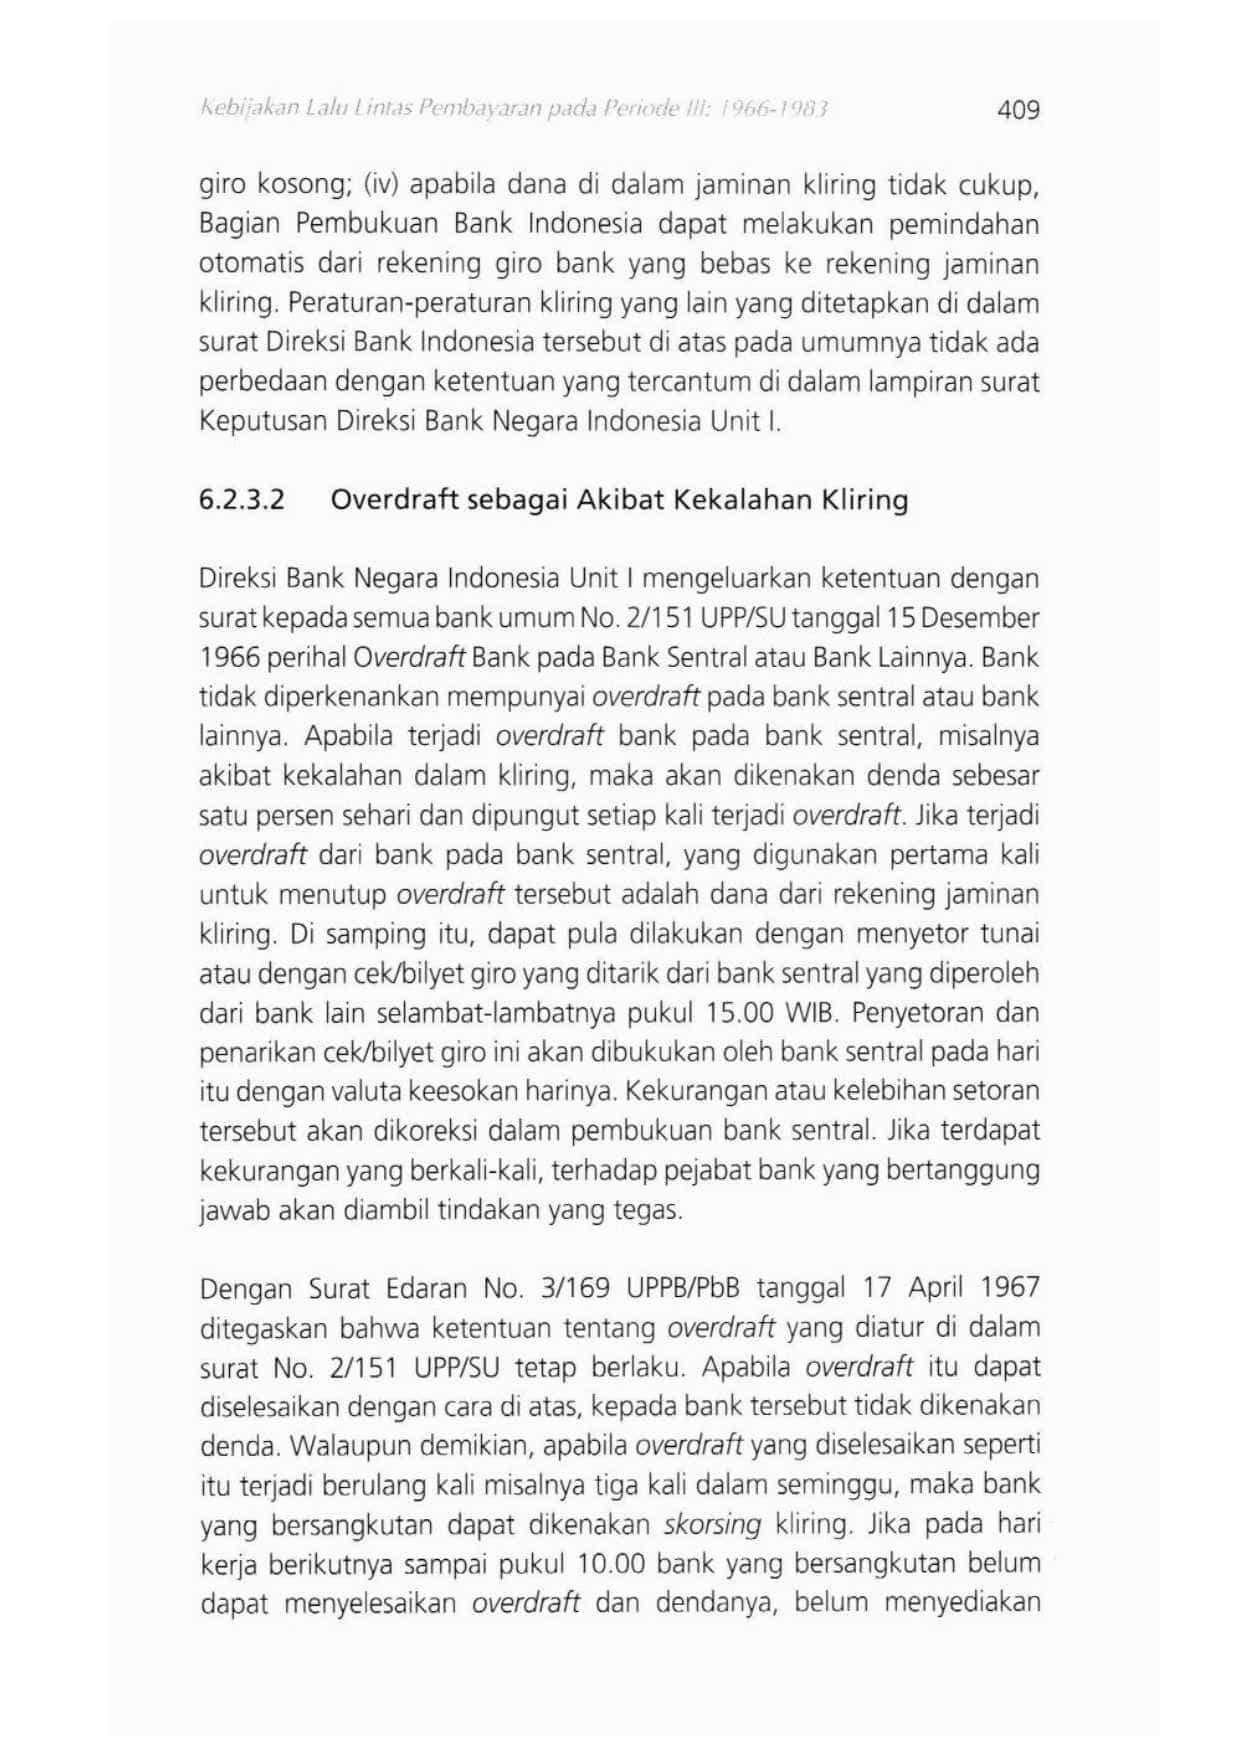 Kebijakan Lalu Lintas Pembayaran pada Periode III: 1966-1983 409
giro kosong; (iv) apabila dana di dalam jaminan kliring tidak cukup,
Bagian Pembukuan Bank Indonesia dapat melakukan pemindahan
otomatis dari rekening giro bank yang bebas ke rekening jaminan
kliring. Peraturan-peraturan kliring yang lain yang ditetapkan di dalam
surat Direksi Bank Indonesia tersebut di atas pada umumnya tidak ada
perbedaan dengan ketentuan yang tercantum di dalam lampiran surat
Keputusan Direksi Bank Negara Indonesia Unit I.
6.2.3.2 Overdraft sebagai Akibat Kekalahan Kliring
Direksi Bank Negara Indonesia Unit I mengeluarkan ketentuan dengan
surat kepada semua bank umum No. 2/151 UPP/SU tanggal 15 Desember
1966 perihal Overdraft Bank pada Bank Sentral atau Bank Lainnya. Bank
tidak diperkenankan mempunyai overdraft pada bank sentral atau bank
lainnya. Apabila terjadi overdraft bank pada bank sentral, misalnya
akibat kekalahan dalam kliring, maka akan dikenakan denda sebesar
satu persen sehari dan dipungut setiap kali terjadi overdraft. Jika terjadi
overdraft dari bank pada bank sentral, yang digunakan pertama kali
untuk menutup overdraft tersebut adalah dana dari rekening jaminan
kliring. Di samping itu, dapat pula dilakukan dengan menyetor tunai
atau dengan cek/bilyet giro yang ditarik dari bank sentral yang diperoleh
dari bank lain selambat-lambatnya pukul 15.00 WIB. Penyetoran dan
penarikan cek/bilyet giro ini akan dibukukan oleh bank sentral pada hari
itu dengan valuta keesokan harinya. Kekurangan atau kelebihan setoran
tersebut akan dikoreksi dalam pembukuan bank sentral. Jika terdapat
kekurangan yang berkali-kali, terhadap pejabat bank yang bertanggung
jawab akan diambil tindakan yang tegas.
Dengan Surat Edaran No. 3/169 UPPB/PbB tanggal 17 April 1967
ditegaskan bahwa ketentuan tentang overdraft yang diatur di dalam
surat No. 2/151 UPP/SU tetap berlaku. Apabila overdraft itu dapat
diselesaikan dengan cara di atas, kepada bank tersebut tidak dikenakan
denda. Walaupun demikian, apabila overdraft yang diselesaikan seperti
itu terjadi berulang kali misalnya tiga kali dalam seminggu, maka bank
yang bersangkutan dapat dikenakan skorsing kliring. Jika pada hari
kerja berikutnya sampai pukul 10.00 bank yang bersangkutan belum
dapat menyelesaikan overdraft dan dendanya, belum menyediakan